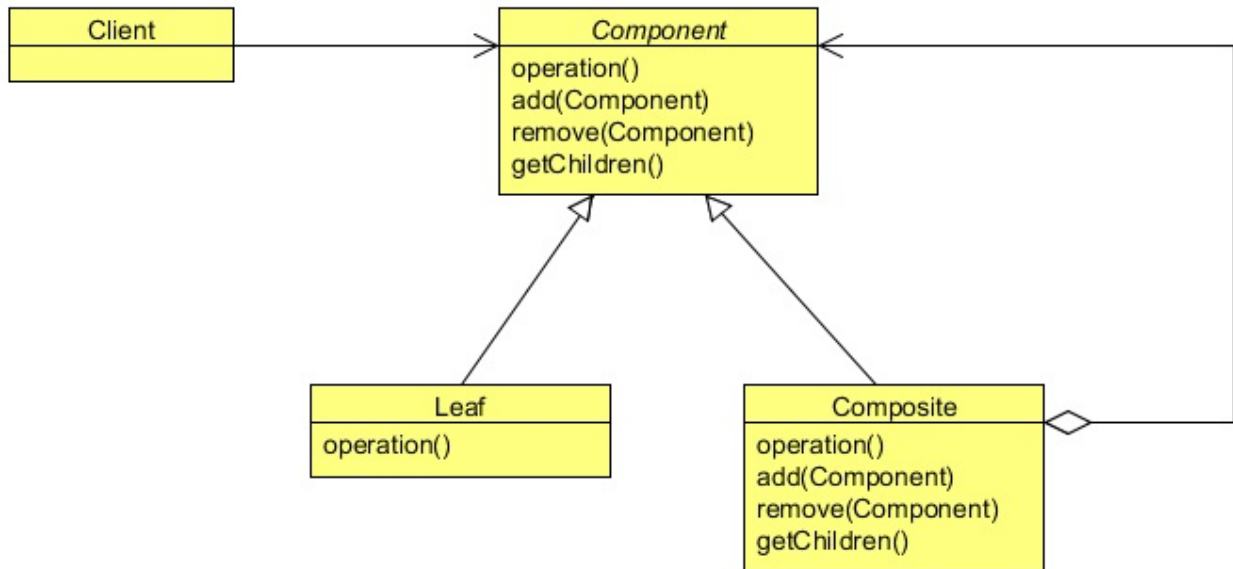 Client
Component
operation()
add(Component)
remove(Component)
getChildren()
Leaf
operation()
Composite
operation()
add(Component)
remove(Component)
getChildren()